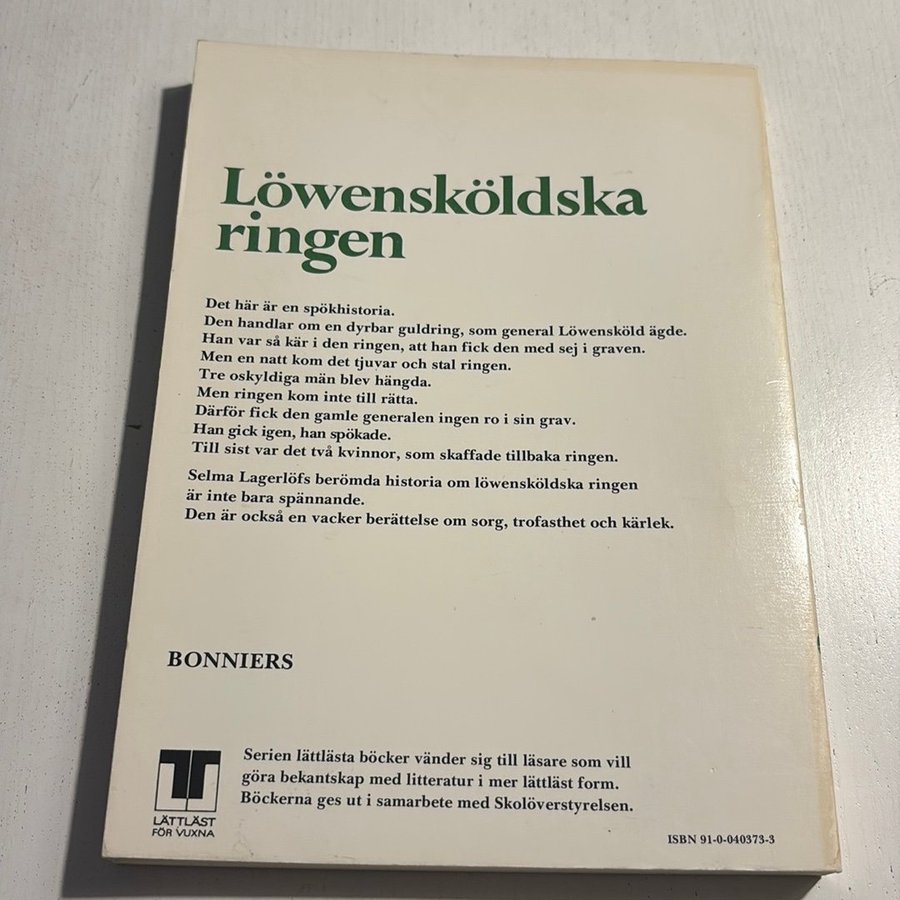 Löwensköldska
ringen
Det här är en spökhistoria.
Den handlar om en dyrbar guldring, som general Löwensköld ägde.
Han var så kär i den ringen, att han fick den med sej i graven.
Men en natt kom det tjuvar och stal ringen.
Tre oskyldiga män blev hängda.
Men ringen kom inte till rätta.
Därför fick den gamle generalen ingen ro i sin grav.
Han gick igen, han spökade.
Till sist var det två kvinnor, som skaffade tillbaka ringen.
Selma Lagerlöfs berömda historia om löwensköldska ringen
är inte bara spännande.
Den är också en vacker berättelse om sorg, trofasthet och kärlek.
BONNIERS
Serien lättlästa böcker vänder sig till läsare som vill
göra bekantskap med litteratur i mer lättläst form.
Böckerna ges ut i samarbete med Skolöverstyrelsen.
LÄTTLÄST
FÖR VUXNA
ISBN 91-0-040373-3